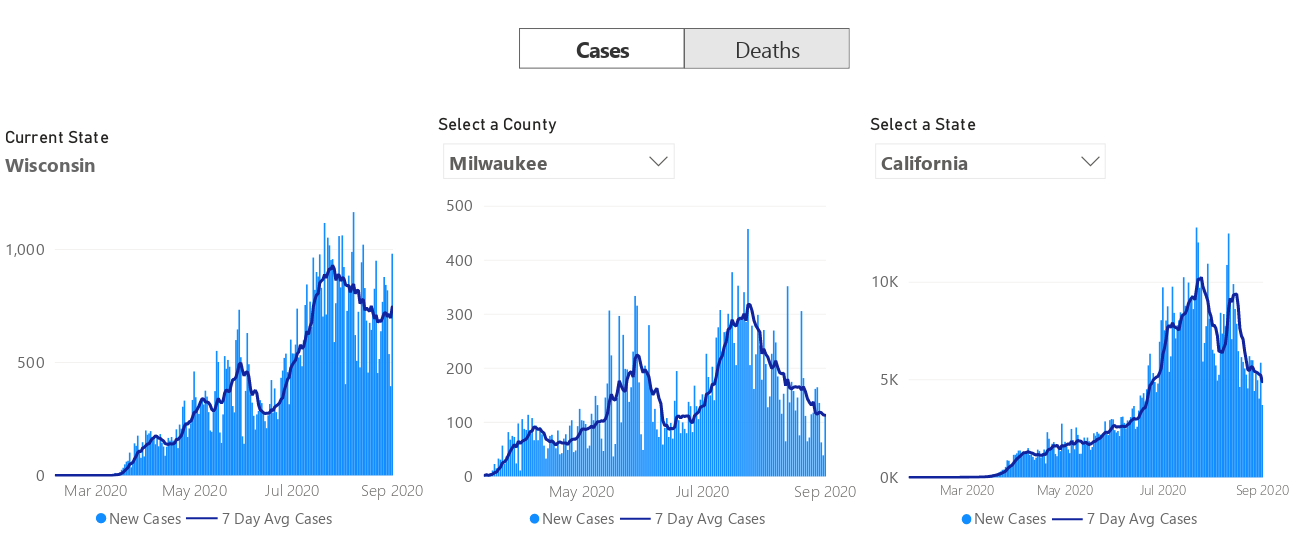 Cases
Deaths
Current State
Wisconsin
Select a County
Milwaukee
Select a State
California
1,000
500
0
Mar 2020
May 2020
Jul 2020
Sep 2020
New Cases
7 Day Avg Cases
500
400
300
200
100
0
May 2020
Jul 2020
Sep 2020
New Cases
7 Day Avg Cases
10K
5K
0K
Mar 2020
May 2020
Jul 2020
Sep 2020
New Cases
7 Day Avg Cases